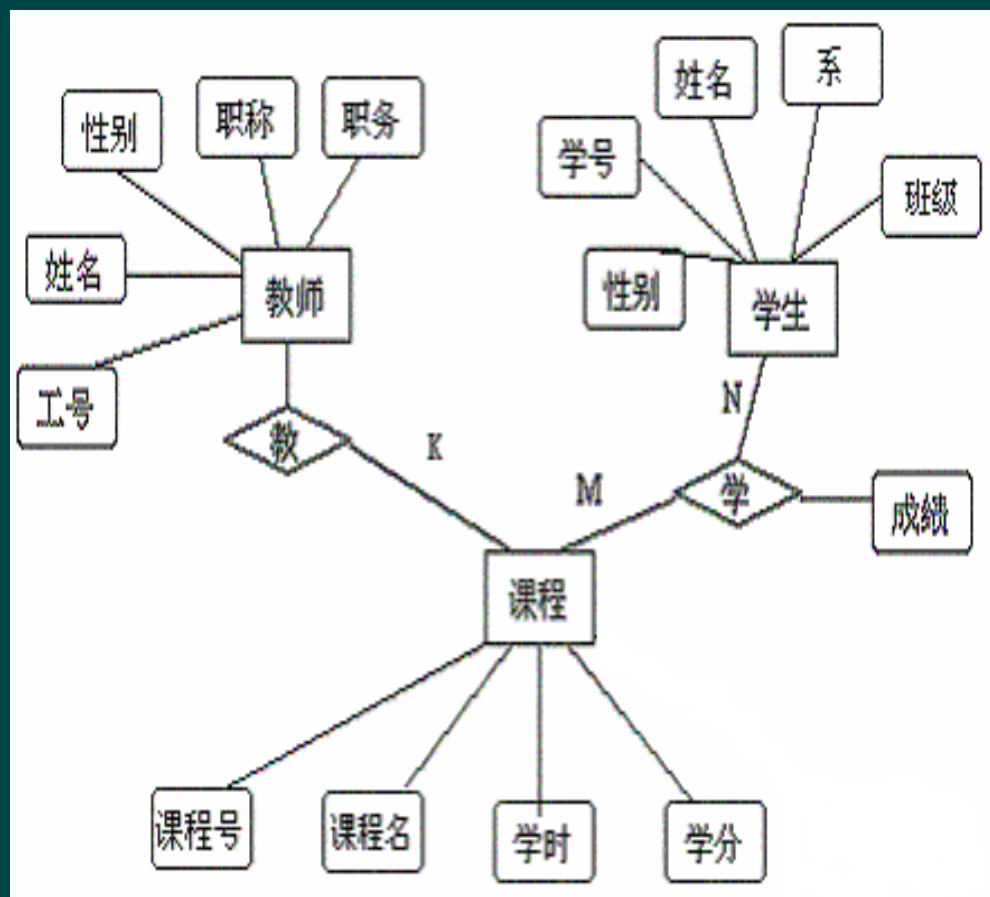 系
姓名
职称
职务
性别
学号
班级
姓名
教师
性别
学生
工号
N
教
K
M
学
成绩
课程
课程号
课程名
学时
学分